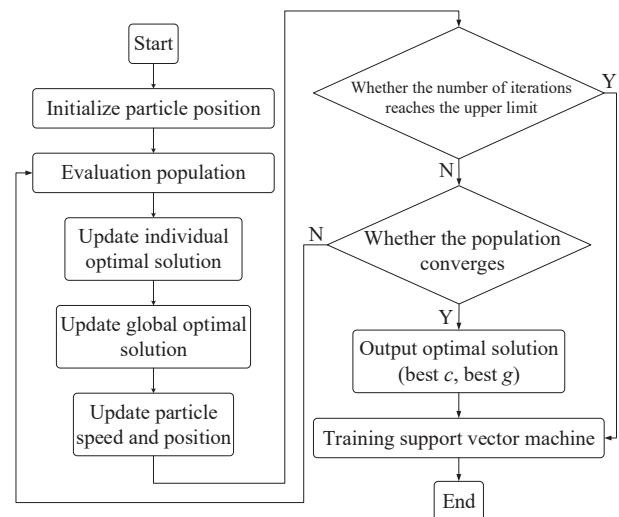 Start
Initialize particle position
Evaluation population
Update individual
optimal solution
Update global optimal
solution
Update particle
speed and position
Whether the number of iterations
reaches the upper limit
Y
N
Whether the population
converges
N
Y
Output optimal solution
(best c, best g)
Training support vector machine
End